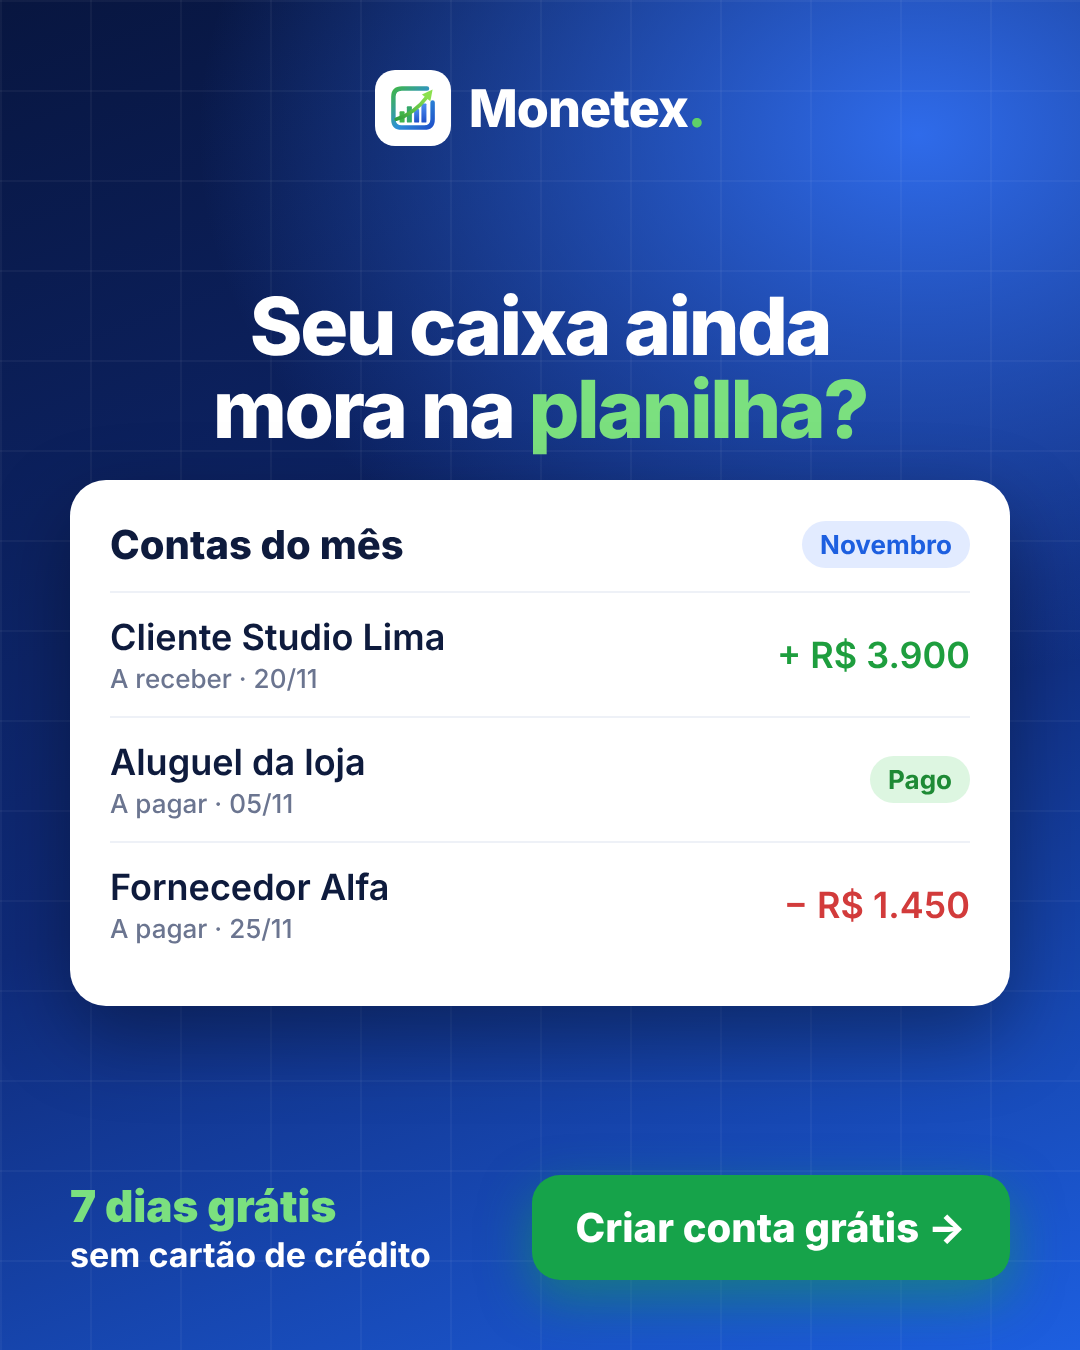 Monetex.
Seu caixa ainda
mora na planilha?
Contas do mês
Novembro
Cliente Studio Lima
A receber · 20/11
+ R$ 3.900
Aluguel da loja
A pagar · 05/11
Pago
Fornecedor Alfa
A pagar · 25/11
− R$ 1.450
7 dias grátis
sem cartão de crédito
Criar conta grátis →